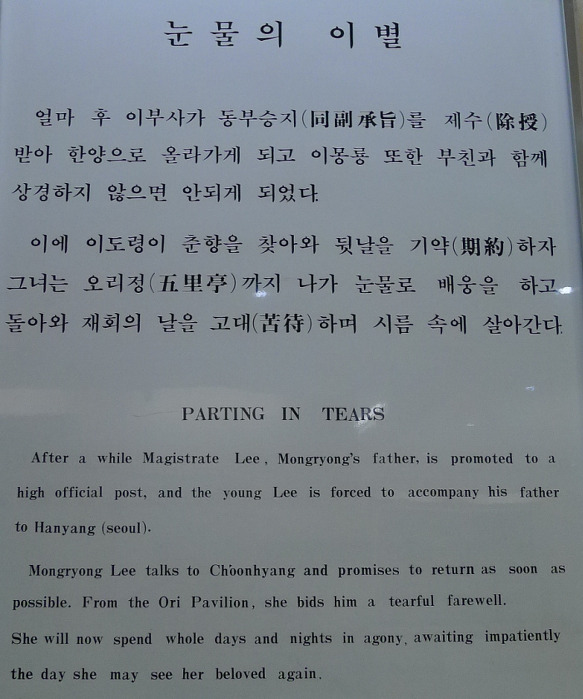 눈물의 이별
얼마 후 이부사가 동부승지(同副承旨)를 제수(除授)
받아 한양으로 올라가게 되고 이몽룡 또한 부친과 함께
상경하지 않으면 안되게 되었다.
이에 이도령이 춘향을 찾아와 뒷날을 기약(期約)하자
그녀는 오리정(五里亭)까지 나가 눈물로 배웅을 하고
돌아와 재회의 날을 고대(苦待)하며 시름 속에 살아간다.
PARTING IN TEARS
After a while Magistrate Lee, Mongryong's father, is promoted to a
high official post, and the young Lee is forced to accompany his father
to Hanyang (seoul).
Mongryong Lee talks to Ch'oonhyang and promises to return as soon as
possible. From the Ori Pavilion, she bids him a tearful farewell.
She will now spend whole days and nights in agony, awaiting impatiently
the day she may see her beloved again.